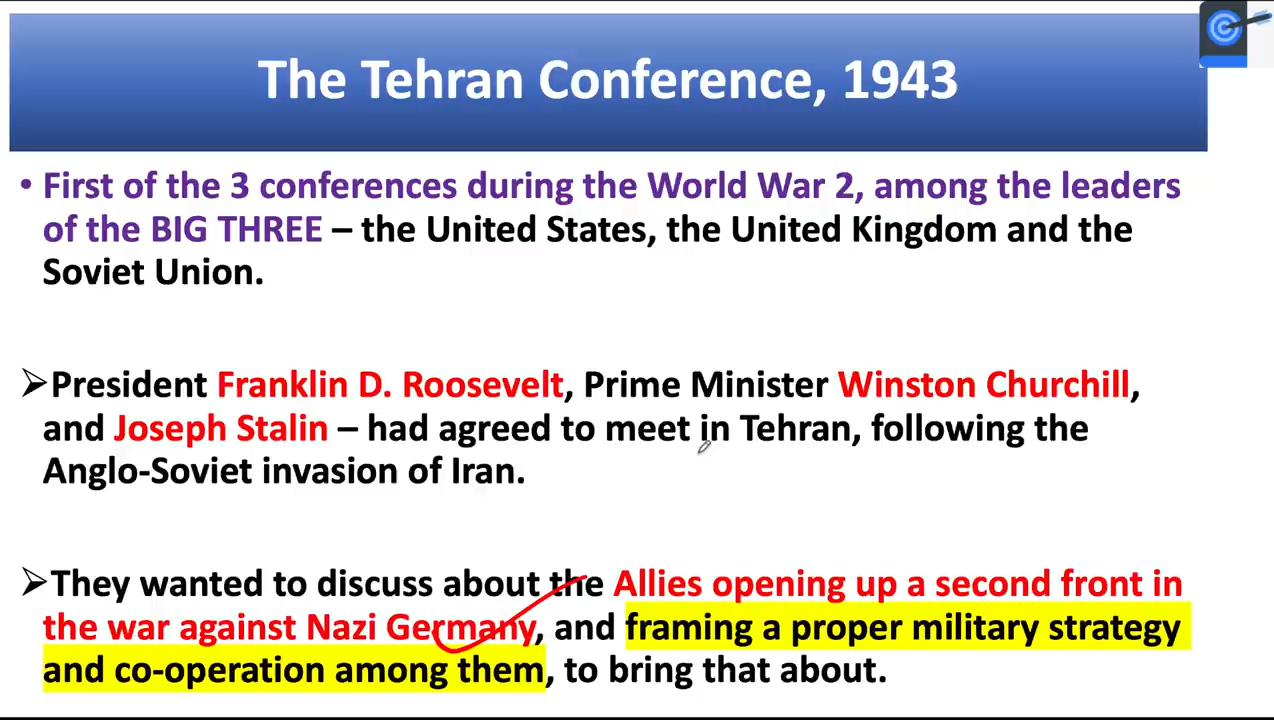 The Tehran Conference, 1943
• First of the 3 conferences during the World War 2, among the leaders
of the BIG THREE – the United States, the United Kingdom and the
Soviet Union.
➢President Franklin D. Roosevelt, Prime Minister Winston Churchill,
and Joseph Stalin – had agreed to meet in Tehran, following the
Anglo-Soviet invasion of Iran.
➢They wanted to discuss about the Allies opening up a second front in
the war against Nazi Germany, and framing a proper military strategy
and co-operation among them, to bring that about.